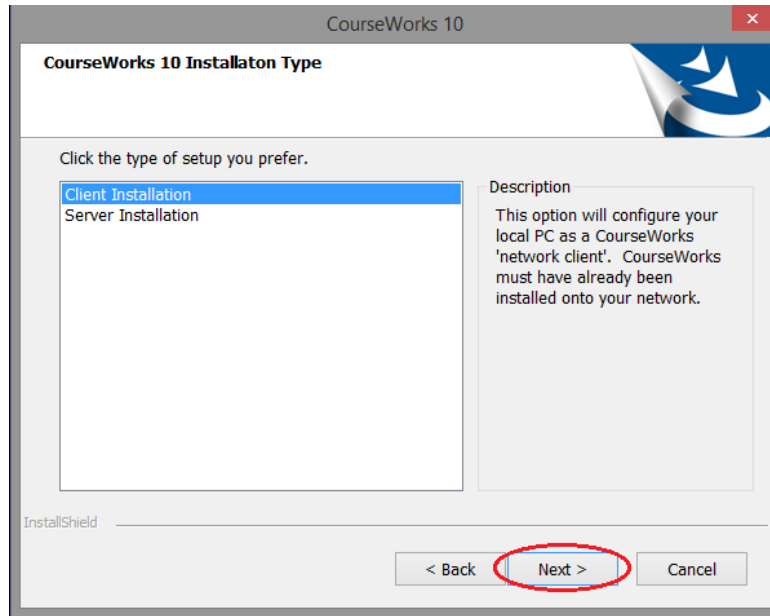 CourseWorks 10
CourseWorks 10 Installaton Type
Click the type of setup you prefer.
Client Installation
Server Installation
Description
This option will configure your
local PC as a CourseWorks
'network client'. CourseWorks
must have already been
installed onto your network.
InstallShield
< Back
Next >
Cancel